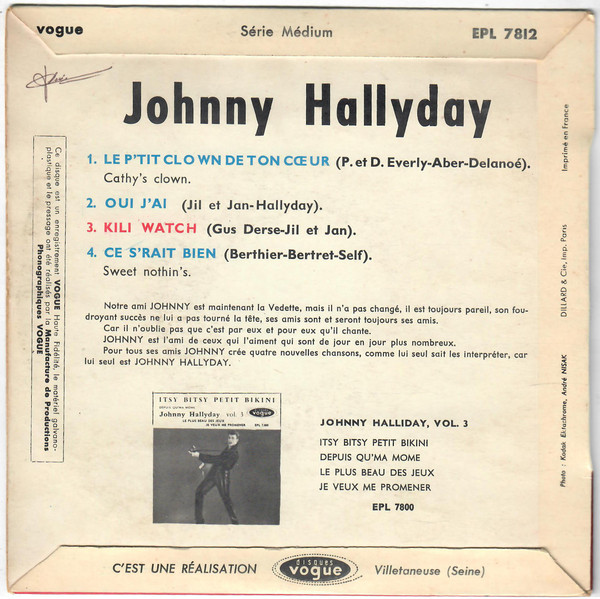 vogue
Série Médium
EPL 7812
Johnny Hallyday
1. LE P'TIT CLOWN DE TON CŒUR (P. et D. Everly-Aber-Delanoé).
Cathy's clown.
2. OUI J'AI (Jil et Jan-Hallyday).
3. KILI WATCH (Gus Derse-Jil et Jan).
4. CE S'RAIT BIEN (Berthier-Bertret-Self).
Sweet nothin's.
Ce disque est un enregistrement VOGUE Haute Fidélité, le matériel galvano-
plastique et le pressage ont été réalisés par la Manufacture de Productions
Phonographiques VOGUE
Notre ami JOHNNY est maintenant la Vedette, mais il n'a pas changé, il est toujours pareil, son fou-
droyant succès ne lui a pas tourné la tête, ses amis sont et seront toujours ses amis.
Car il n'oublie pas que c'est par eux et pour eux qu'il chante.
JOHNNY est l'ami de ceux qui l'aiment qui sont de jour en jour plus nombreux.
Pour tous ses amis JOHNNY crée quatre nouvelles chansons, comme lui seul sait les interpréter, car
lui seul est JOHNNY HALLYDAY.
ITSY BITSY PETIT BIKINI
DEPUIS QU'MA MOME
Johnny Hallyday vol. 3
vogue
LE PLUS BEAU DES JEUX
JE VEUX ME PROMENER
EPL 7.800
JOHNNY HALLIDAY, VOL. 3
ITSY BITSY PETIT BIKINI
DEPUIS QU'MA MOME
LE PLUS BEAU DES JEUX
JE VEUX ME PROMENER
EPL 7800
Imprimé en France
DILLARD & Cie, Imp. Paris
Photo : Kodak Ektachrome, André NISAK
C'EST UNE RÉALISATION
disques
vogue
Villetaneuse (Seine)